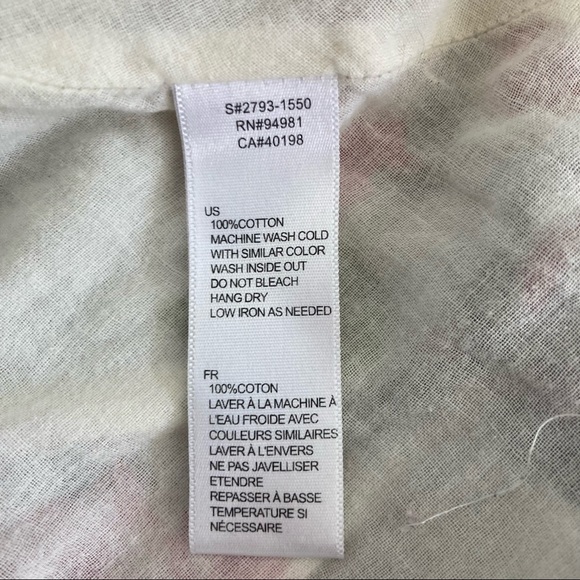 S#2793-1550
RN#94981
CA#40198
US
100%COTTON
MACHINE WASH COLD
WITH SIMILAR COLOR
WASH INSIDE OUT
DO NOT BLEACH
HANG DRY
LOW IRON AS NEEDED
FR
100%COTON
LAVER À LA MACHINE À
L'EAU FROIDE AVEC
COULEURS SIMILAIRES
LAVER À L'ENVERS
NE PAS JAVELLISER
ETENDRE
REPASSER À BASSE
TEMPERATURE SI
NÉCESSAIRE